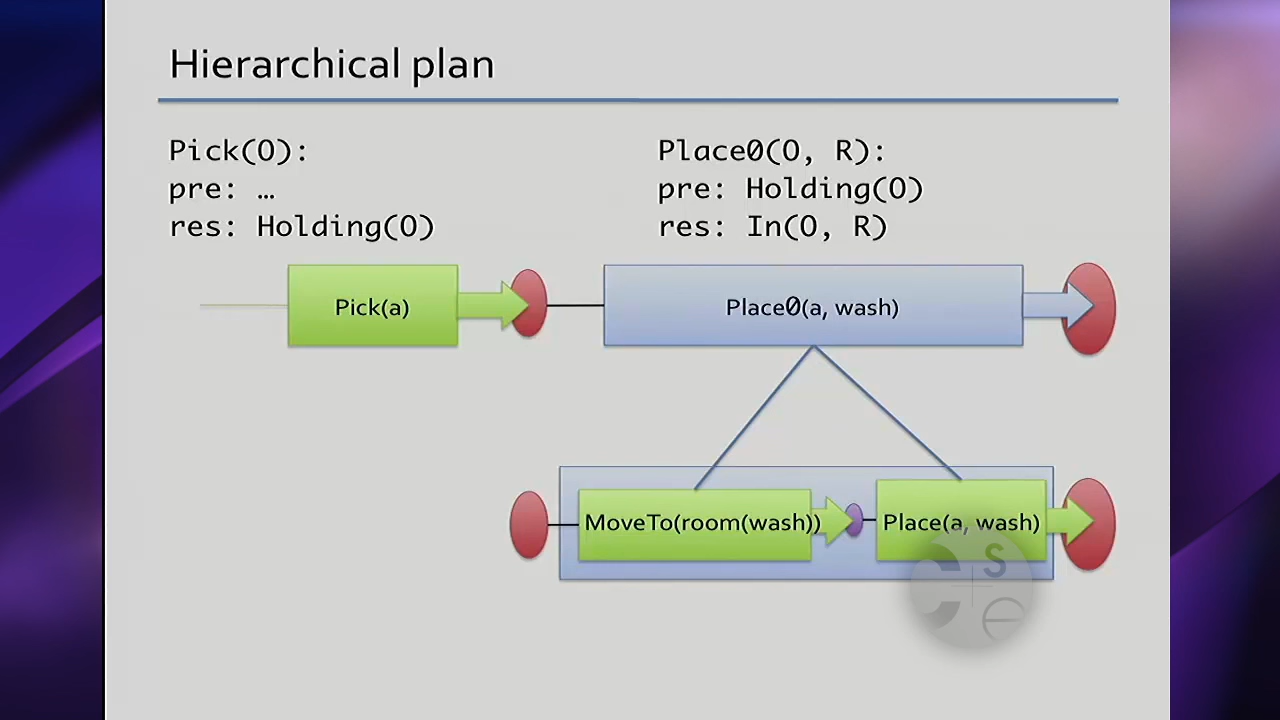 Hierarchical plan
Pick(O):
pre: …
res: Holding(O)
Place0(O, R):
pre: Holding(O)
res: In(O, R)
Pick(a)
Place0(a, wash)
MoveTo(room(wash))
Place(a, wash)
C S e